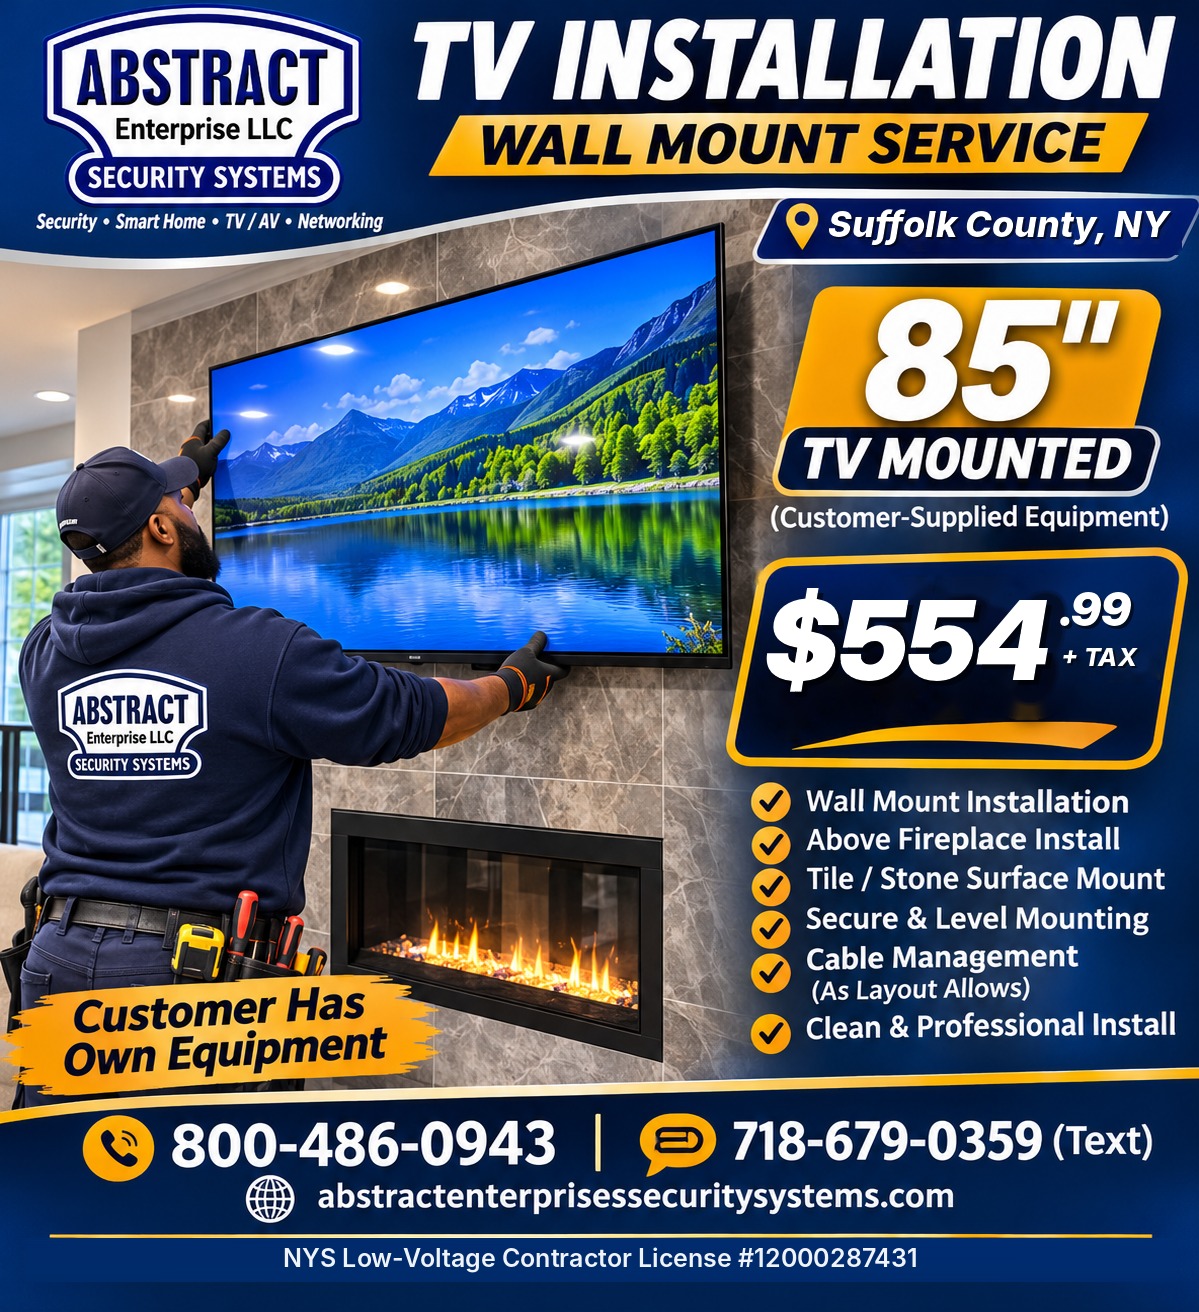 ABSTRACT
Enterprise LLC
SECURITY SYSTEMS
Security • Smart Home • TV / AV • Networking
TV INSTALLATION
WALL MOUNT SERVICE
Suffolk County, NY
85"
TV MOUNTED
(Customer-Supplied Equipment)
$554.99
+ TAX
Wall Mount Installation
Above Fireplace Install
Tile / Stone Surface Mount
Secure & Level Mounting
Cable Management
(As Layout Allows)
Clean & Professional Install
ABSTRACT
Enterprise LLC
SECURITY SYSTEMS
Customer Has
Own Equipment
800-486-0943
718-679-0359 (Text)
abstractenterprisessecuritysystems.com
NYS Low-Voltage Contractor License #12000287431